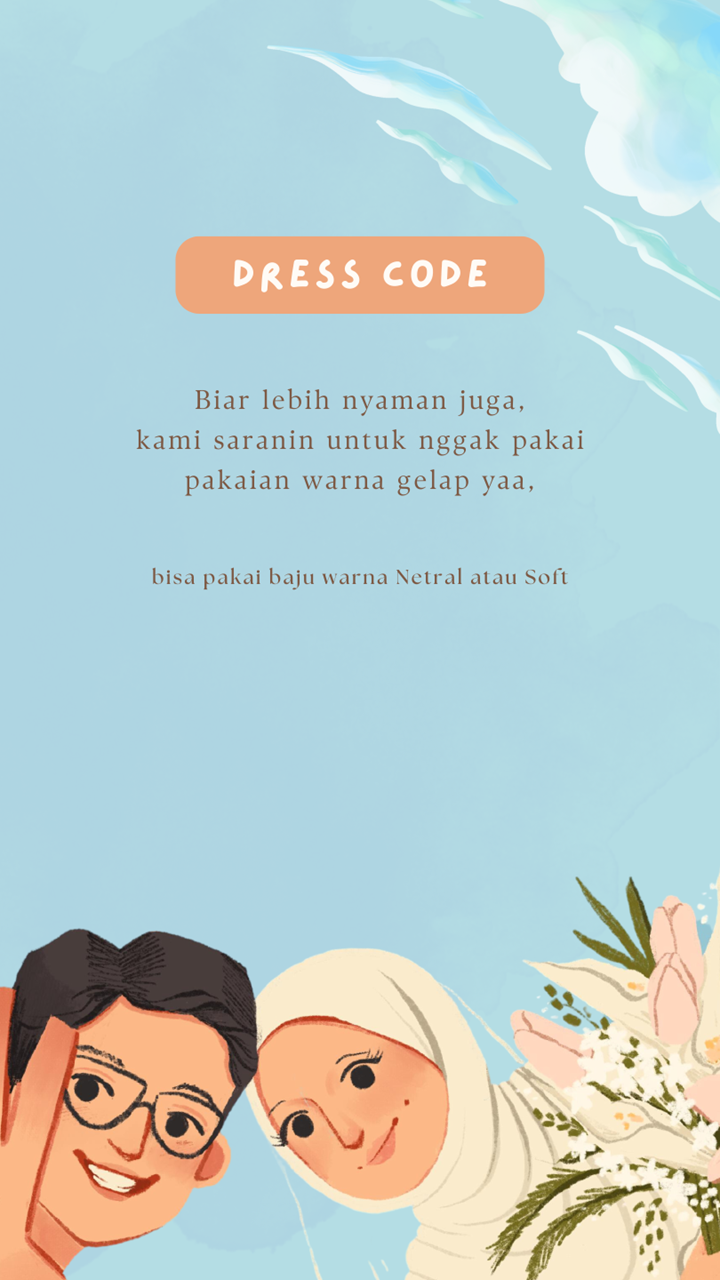 DRESS CODE
Biar lebih nyaman juga,
kami saranin untuk nggak pakai
pakaian warna gelap yaa,
bisa pakai baju warna Netral atau Soft